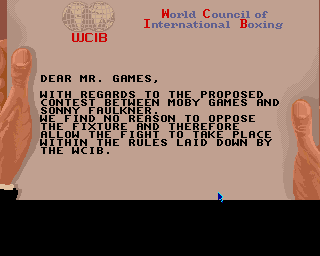 World Council of
International Boxing
WCIB
DEAR MR. GAMES,
WITH REGARDS TO THE PROPOSED
CONTEST BETWEEN MOBY GAMES AND
SONNY FAULKNER.
WE FIND NO REASON TO OPPOSE
THE FIXTURE AND THEREFORE
ALLOW THE FIGHT TO TAKE PLACE
WITHIN THE RULES LAID DOWN BY
THE WCIB.